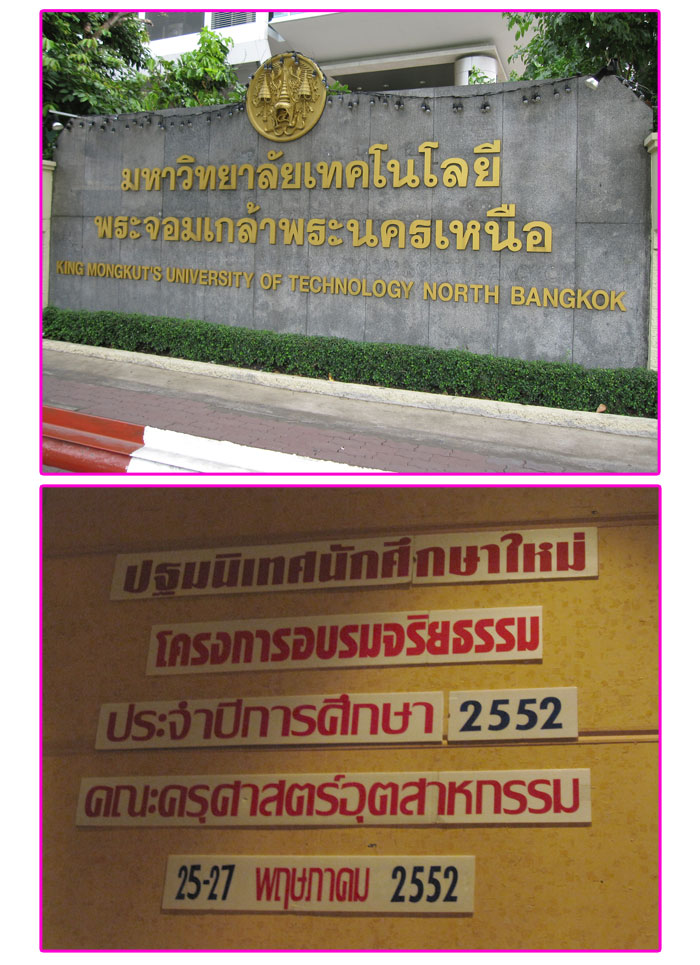 มหาวิทยาลัยเทคโนโลยี
พระจอมเกล้าพระนครเหนือ
KING MONGKUT'S UNIVERSITY OF TECHNOLOGY NORTH BANGKOK
ปฐมนิเทศนักศึกษาใหม่
โครงการอบรมจริยธรรม
ประจำปีการศึกษา 2552
คณะครุศาสตร์อุตสาหกรรม
25-27 พฤษภาคม 2552